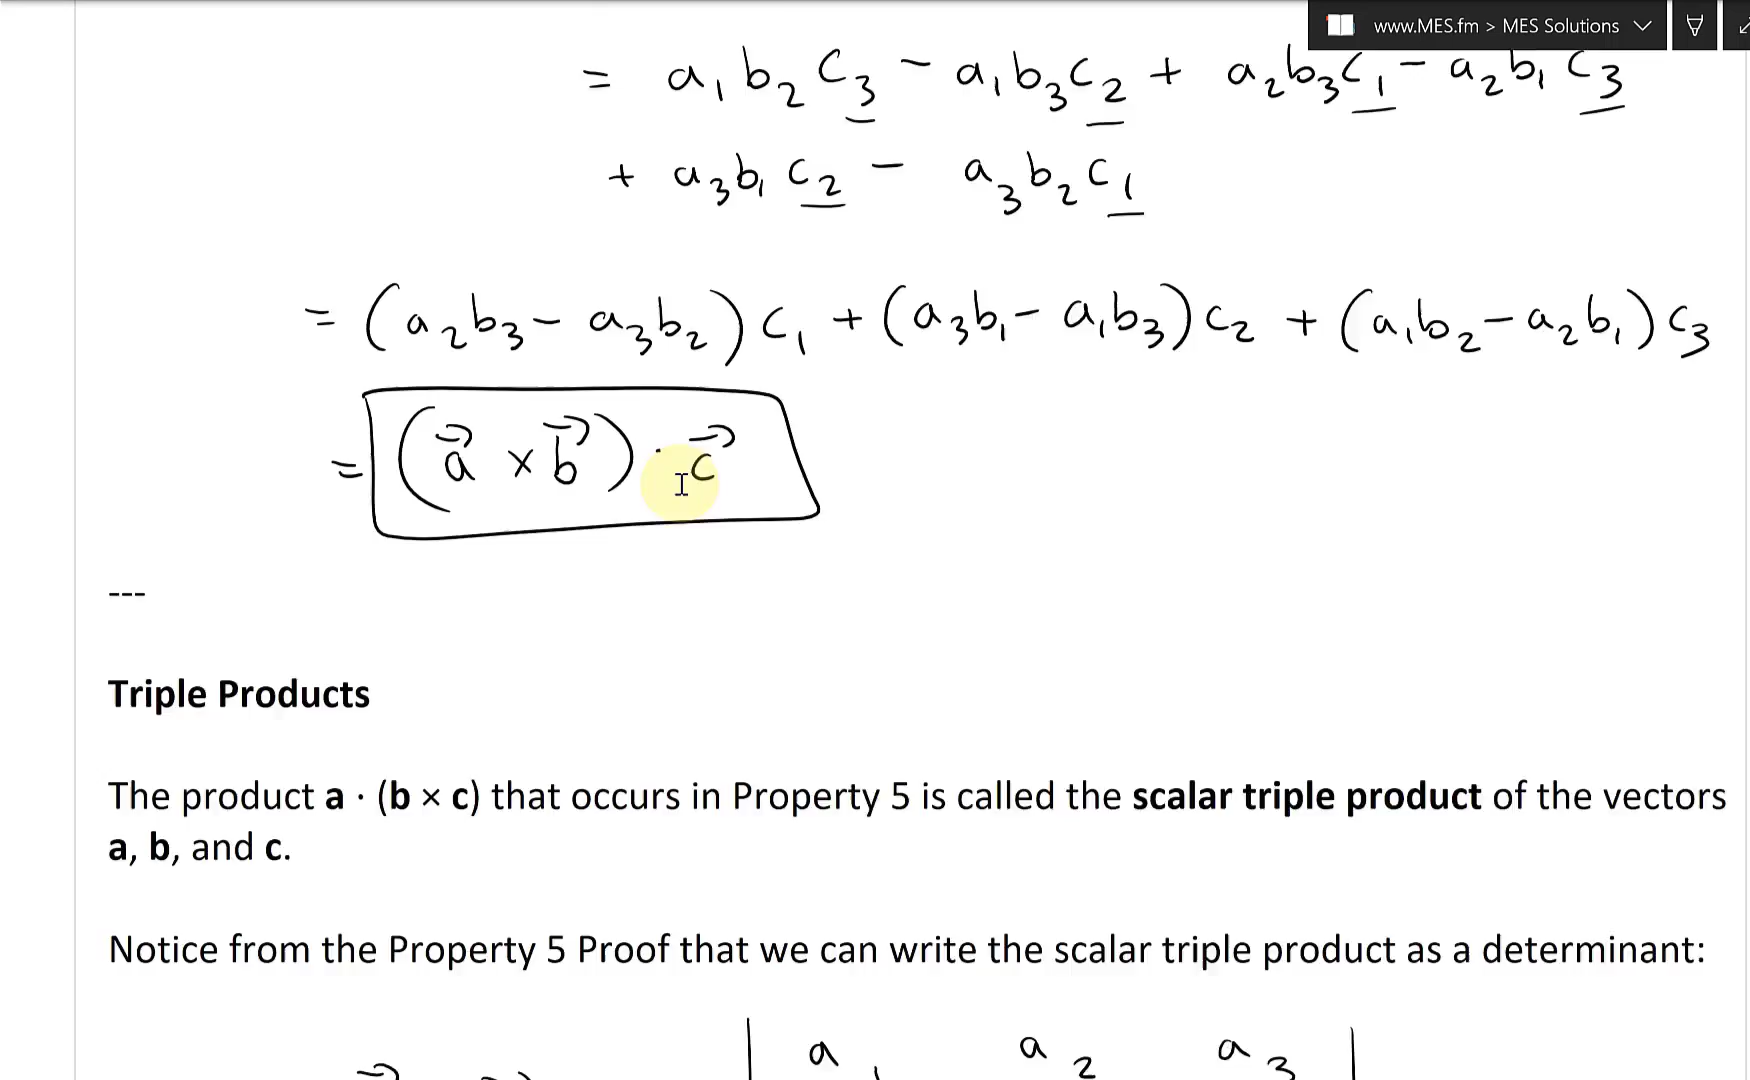 www.MES.fm > MES Solutions
= a₁b₂c₃ − a₁b₃c₂ + a₂b₃c₁ − a₂b₁c₃
+ a₃b₁c₂ − a₃b₂c₁
= (a₂b₃ − a₃b₂)c₁ + (a₃b₁ − a₁b₃)c₂ + (a₁b₂ − a₂b₁)c₃
= (a⃗ × b⃗) · c⃗
---
Triple Products
The product a · (b × c) that occurs in Property 5 is called the scalar triple product of the vectors
a, b, and c.
Notice from the Property 5 Proof that we can write the scalar triple product as a determinant:
| a₁ a₂ a₃ |